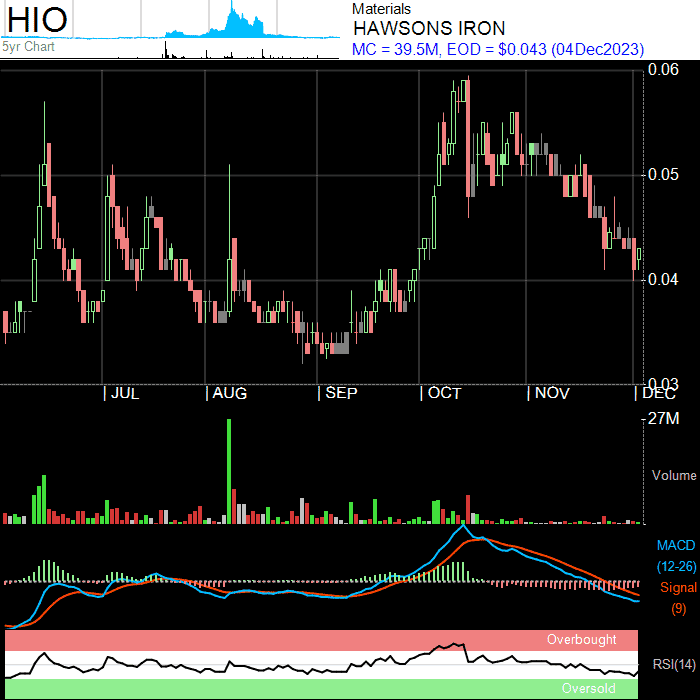 HIO
5yr Chart
Materials
HAWSONS IRON
MC = 39.5M, EOD = $0.043 (04Dec2023)
0.06
0.05
0.04
0.03
JUL
AUG
SEP
OCT
NOV
DEC
27M
Volume
MACD
(12-26)
Signal
(9)
Overbought
RSI(14)
Oversold